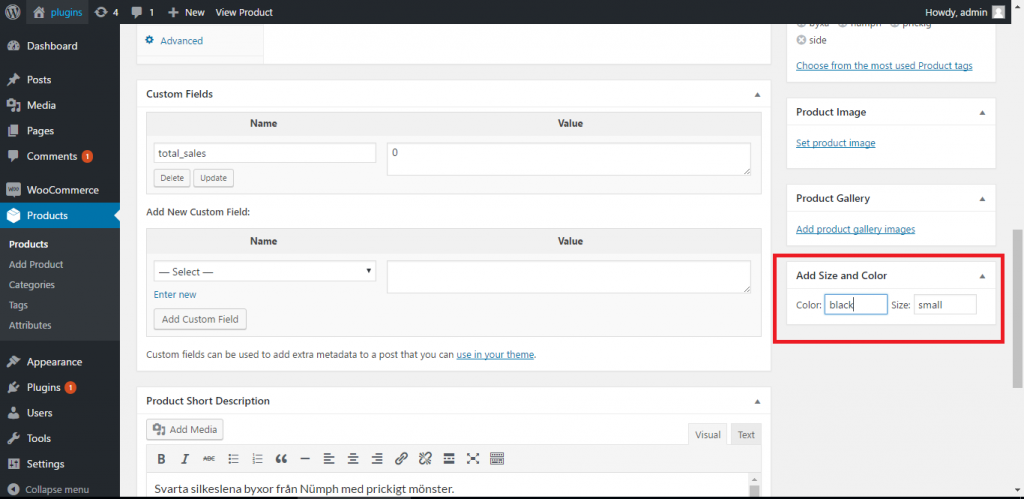 plugins 4 1 + New View Product Howdy, admin
Dashboard
Posts
Media
Pages
Comments 1
WooCommerce
Products
Products
Add Product
Categories
Tags
Attributes
Appearance
Plugins 1
Users
Tools
Settings
Collapse menu
Advanced
Custom Fields
Name Value
total_sales 0
Delete Update
Add New Custom Field:
Name Value
— Select —
Enter new
Add Custom Field
Custom fields can be used to add extra metadata to a post that you can use in your theme.
Product Short Description
Add Media
Visual Text
B I ABC
Svarta silkeslena byxor från Nümph med prickigt mönster.
side
Choose from the most used Product tags
Product Image
Set product image
Product Gallery
Add product gallery images
Add Size and Color
Color: black Size: small